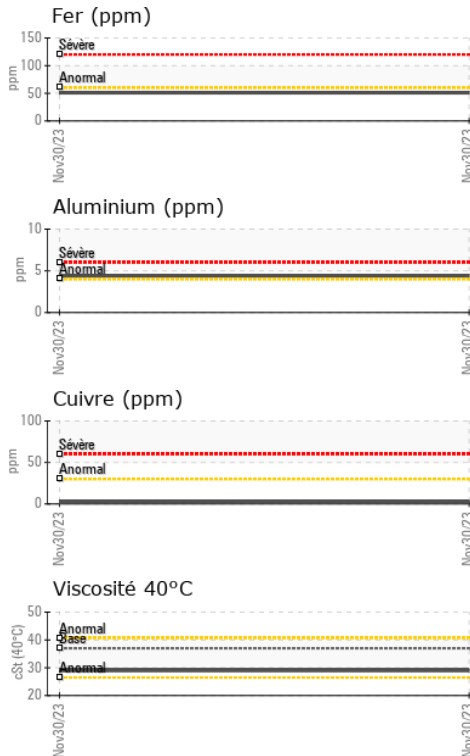 Fer (ppm)
150
Sévère
100
Anormal
50
0
ppm
Nov30/23
Nov30/23
Aluminium (ppm)
10
Sévère
5
Anormal
0
ppm
Nov30/23
Nov30/23
Cuivre (ppm)
100
Sévère
50
Anormal
0
ppm
Nov30/23
Nov30/23
Viscosité 40°C
50
Anormal
40
Base
30
Anormal
20
cSt (40°C)
Nov30/23
Nov30/23